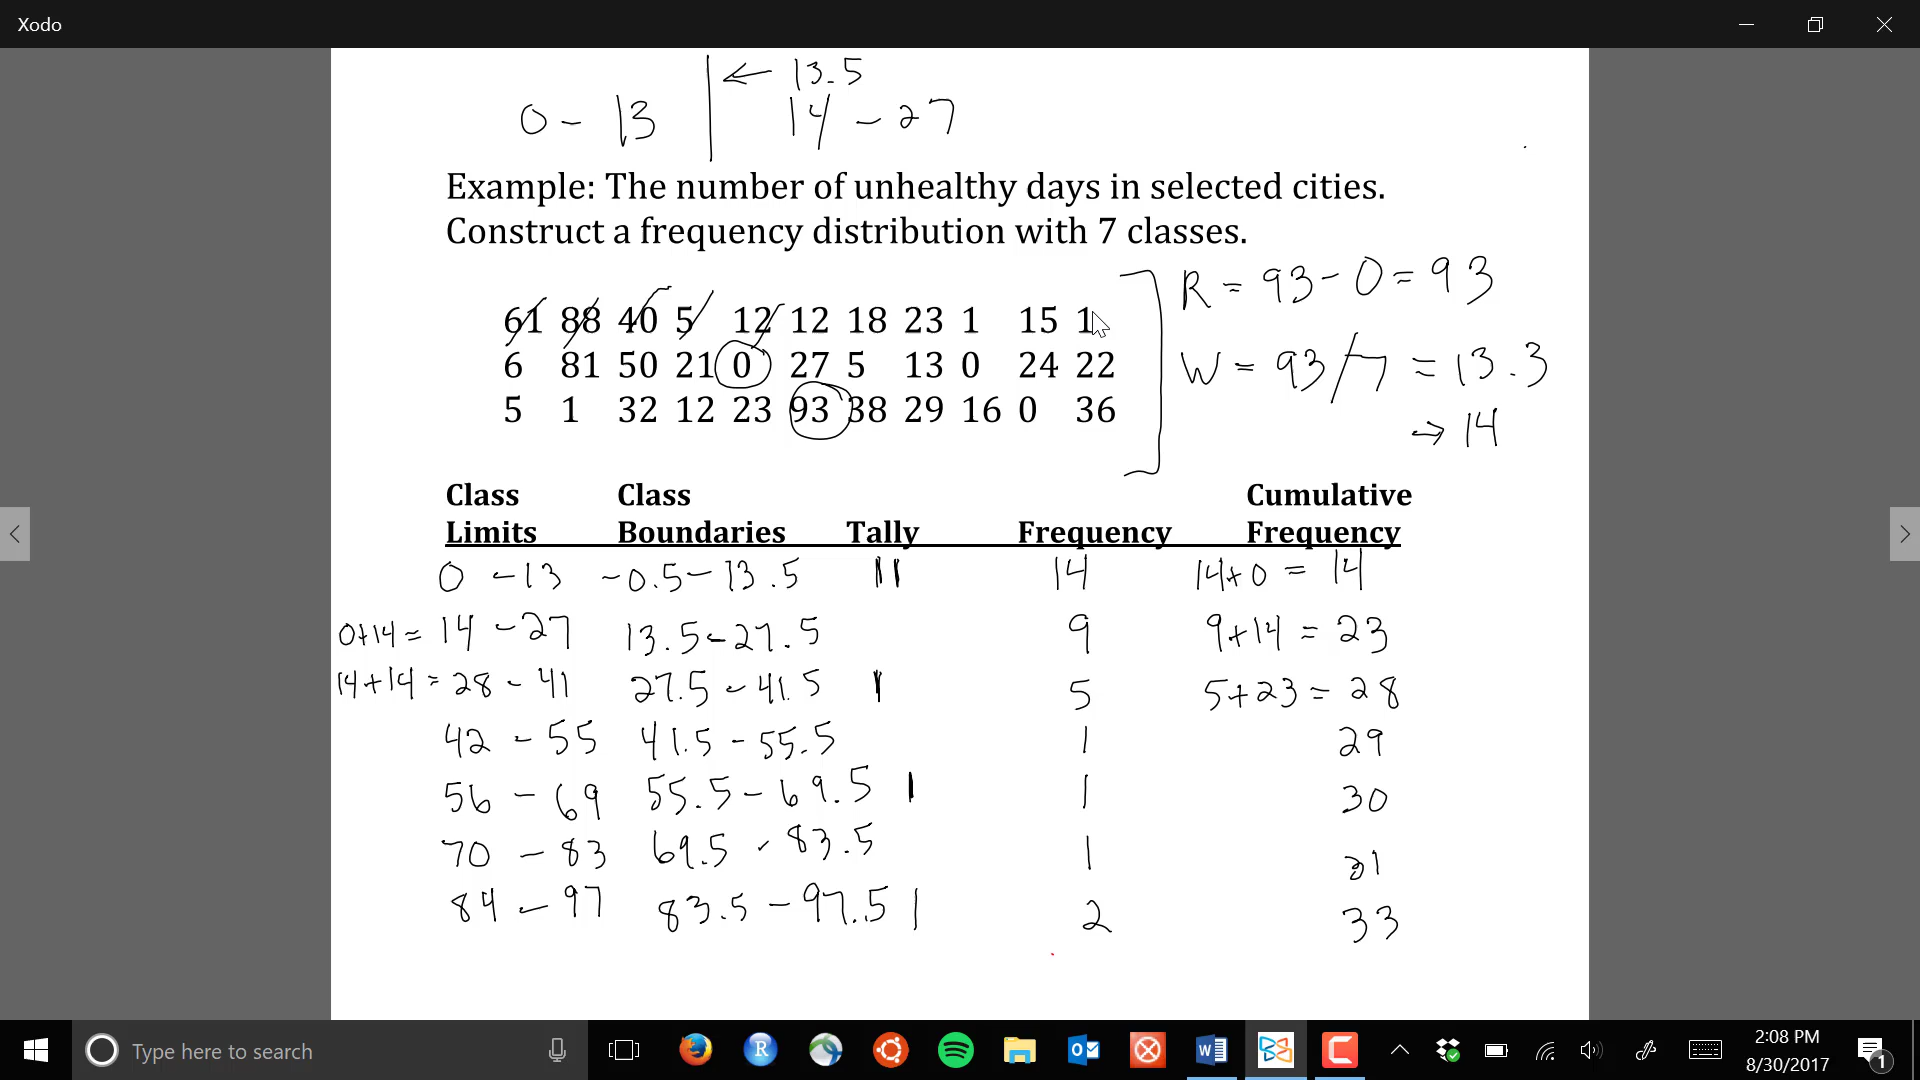 Xodo
← 13.5
0 - 13 14 - 27
Example: The number of unhealthy days in selected cities.
Construct a frequency distribution with 7 classes.
R = 93 - 0 = 93
61 88 40 5 12 12 18 23 1 15 1
6 81 50 21 0 27 5 13 0 24 22
W = 93/7 = 13.3
5 1 32 12 23 93 38 29 16 0 36
→ 14
Class Class Cumulative
Limits Boundaries Tally Frequency Frequency
0 - 13 -0.5 - 13.5 || 14 14+0 = 14
0+14 = 14 - 27 13.5 - 27.5 9 9+14 = 23
14+14 = 28 - 41 27.5 - 41.5 | 5 5+23 = 28
42 - 55 41.5 - 55.5 1 29
56 - 69 55.5 - 69.5 | 1 30
70 - 83 69.5 - 83.5 1 31
84 - 97 83.5 - 97.5 | 2 33
Type here to search
2:08 PM
8/30/2017
1